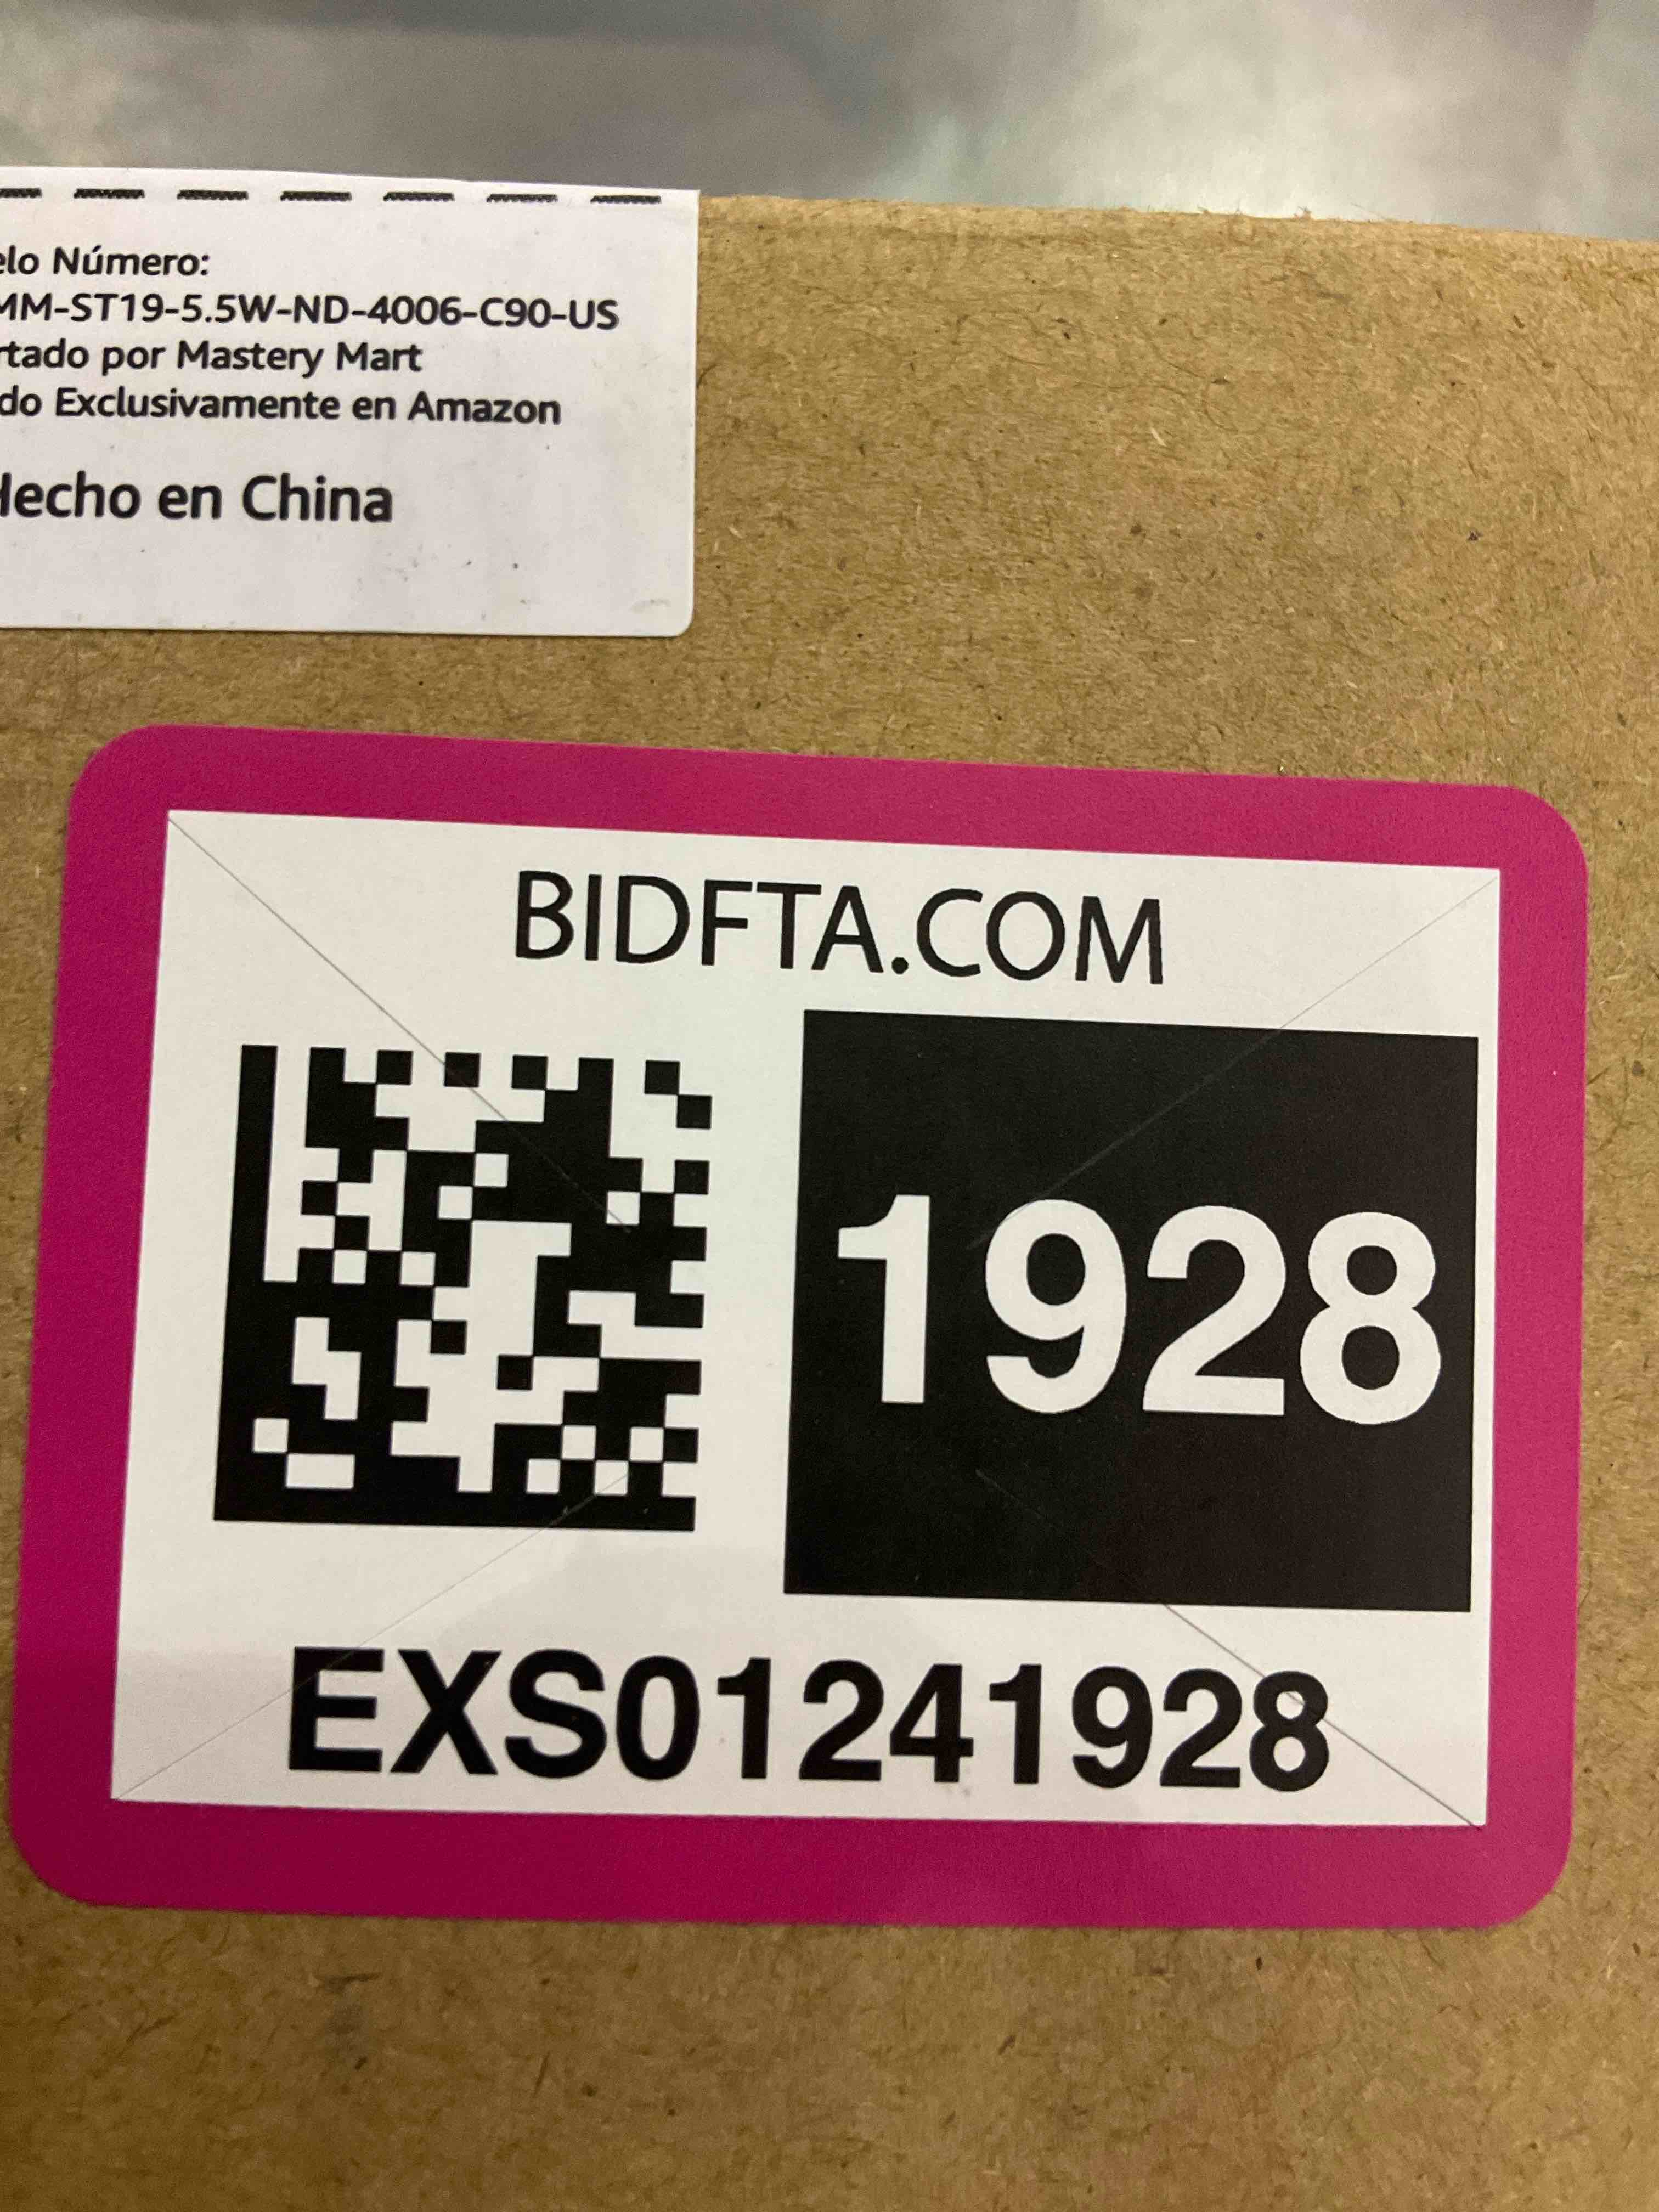 elo Número:
MM-ST19-5.5W-ND-4006-C90-US
rtado por Mastery Mart
do Exclusivamente en Amazon
Hecho en China
BIDFTA.COM
1928
EXS01241928